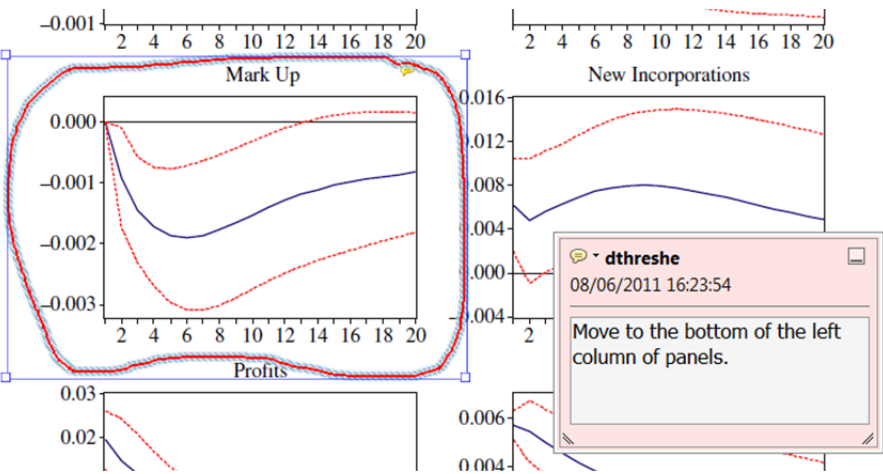 −0.001
2 4 6 8 10 12 14 16 18 20
2 4 6 8 10 12 14 16 18 20
Mark Up
0.000
−0.001
−0.002
−0.003
2 4 6 8 10 12 14 16 18 20
New Incorporations
0.016
0.012
.008
.004
.000
.004
2
dthreshe
08/06/2011 16:23:54
Move to the bottom of the left
column of panels.
Profits
0.03
0.02
0.006
0.004